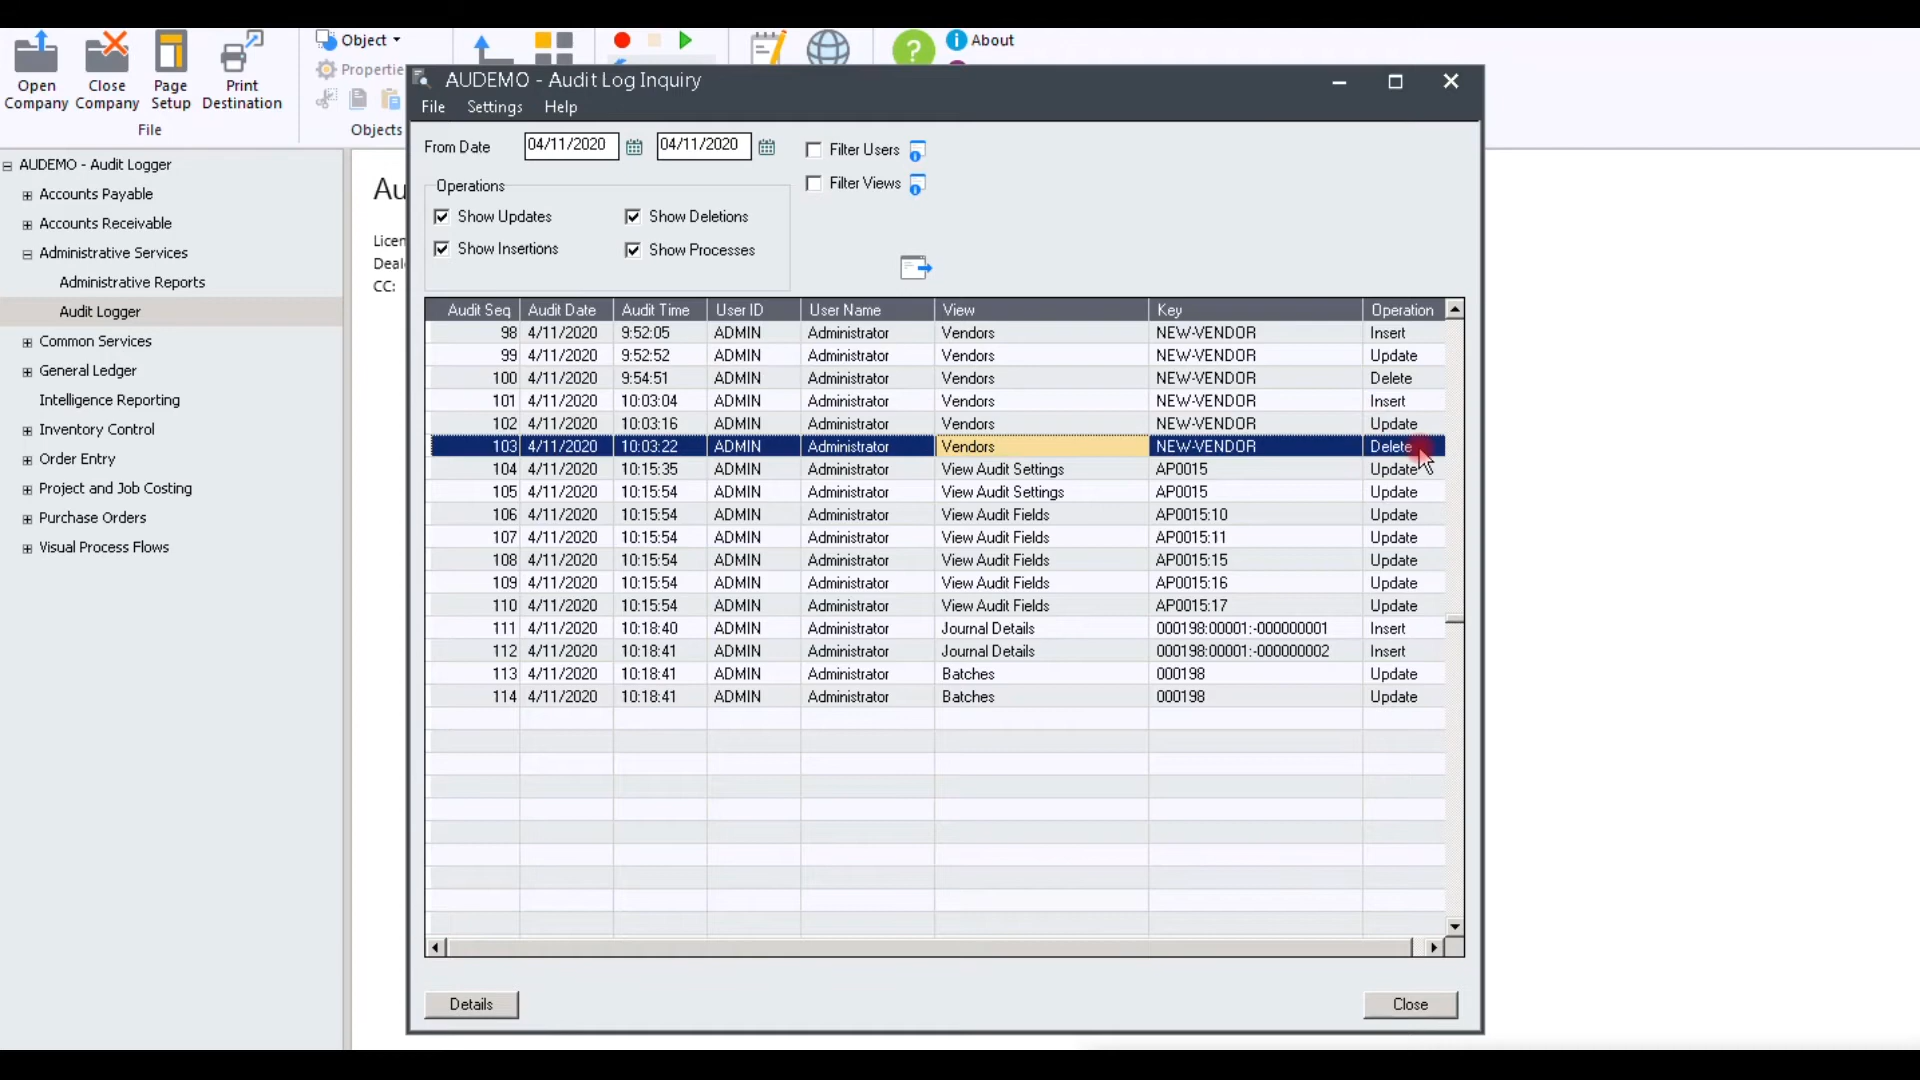 Open Company
Close Company
Page Setup
Print Destination
File
Object
Objects
? About
AUDEMO - Audit Log Inquiry
File Settings Help
AUDEMO - Audit Logger
Accounts Payable
Accounts Receivable
Administrative Services
Administrative Reports
Audit Logger
Common Services
General Ledger
Intelligence Reporting
Inventory Control
Order Entry
Project and Job Costing
Purchase Orders
Visual Process Flows
CC:
From Date 04/11/2020 04/11/2020
Filter Users
Filter Views
Operations
Show Updates Show Deletions
Show Insertions Show Processes
Audit Seq Audit Date Audit Time User ID User Name View Key Operation
98 4/11/2020 9:52:05 ADMIN Administrator Vendors NEW-VENDOR Insert
99 4/11/2020 9:52:52 ADMIN Administrator Vendors NEW-VENDOR Update
100 4/11/2020 9:54:51 ADMIN Administrator Vendors NEW-VENDOR Delete
101 4/11/2020 10:03:04 ADMIN Administrator Vendors NEW-VENDOR Insert
102 4/11/2020 10:03:16 ADMIN Administrator Vendors NEW-VENDOR Update
103 4/11/2020 10:03:22 ADMIN Administrator Vendors NEW-VENDOR Delete
104 4/11/2020 10:15:35 ADMIN Administrator View Audit Settings AP0015 Update
105 4/11/2020 10:15:54 ADMIN Administrator View Audit Settings AP0015 Update
106 4/11/2020 10:15:54 ADMIN Administrator View Audit Fields AP0015:10 Update
107 4/11/2020 10:15:54 ADMIN Administrator View Audit Fields AP0015:11 Update
108 4/11/2020 10:15:54 ADMIN Administrator View Audit Fields AP0015:15 Update
109 4/11/2020 10:15:54 ADMIN Administrator View Audit Fields AP0015:16 Update
110 4/11/2020 10:15:54 ADMIN Administrator View Audit Fields AP0015:17 Update
111 4/11/2020 10:18:40 ADMIN Administrator Journal Details 000198:00001:-000000001 Insert
112 4/11/2020 10:18:41 ADMIN Administrator Journal Details 000198:00001:-000000002 Insert
113 4/11/2020 10:18:41 ADMIN Administrator Batches 000198 Update
114 4/11/2020 10:18:41 ADMIN Administrator Batches 000198 Update
Details Close